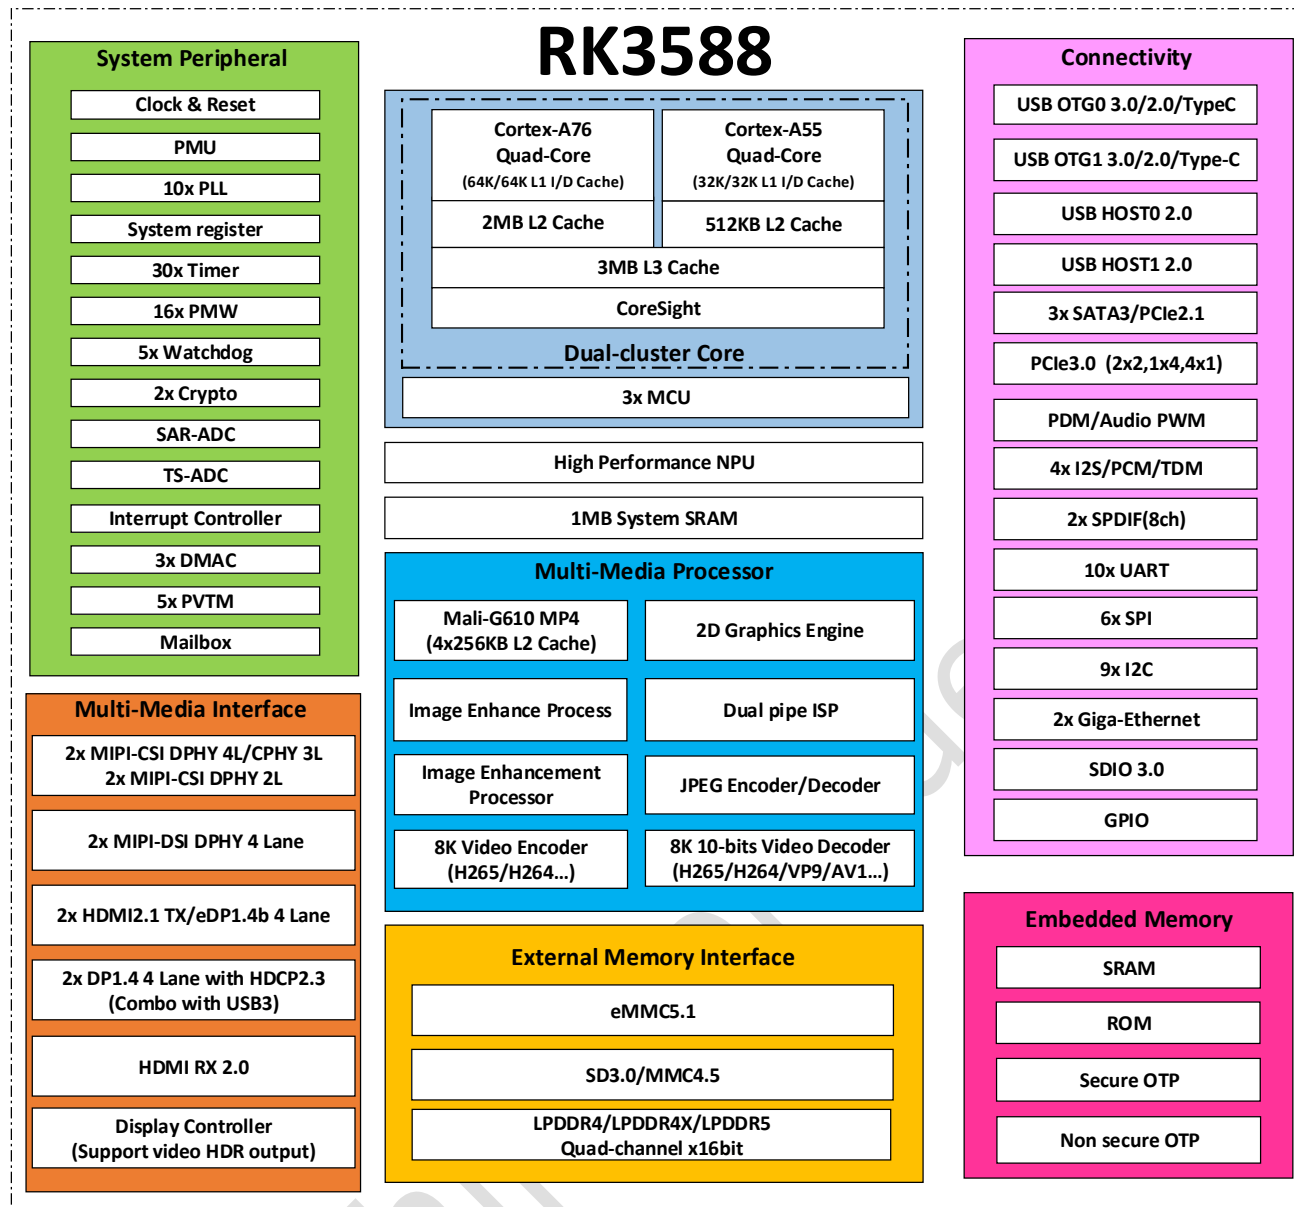 RK3588
System Peripheral
Clock & Reset
PMU
10x PLL
System register
30x Timer
16x PMW
5x Watchdog
2x Crypto
SAR-ADC
TS-ADC
Interrupt Controller
3x DMAC
5x PVTM
Mailbox
Multi-Media Interface
2x MIPI-CSI DPHY 4L/CPHY 3L
2x MIPI-CSI DPHY 2L
2x MIPI-DSI DPHY 4 Lane
2x HDMI2.1 TX/eDP1.4b 4 Lane
2x DP1.4 4 Lane with HDCP2.3
(Combo with USB3)
HDMI RX 2.0
Display Controller
(Support video HDR output)
Cortex-A76
Quad-Core
(64K/64K L1 I/D Cache)
2MB L2 Cache
Cortex-A55
Quad-Core
(32K/32K L1 I/D Cache)
512KB L2 Cache
3MB L3 Cache
CoreSight
Dual-cluster Core
3x MCU
High Performance NPU
1MB System SRAM
Multi-Media Processor
Mali-G610 MP4
(4x256KB L2 Cache)
2D Graphics Engine
Image Enhance Process
Dual pipe ISP
Image Enhancement
Processor
JPEG Encoder/Decoder
8K Video Encoder
(H265/H264...)
8K 10-bits Video Decoder
(H265/H264/VP9/AV1...)
External Memory Interface
eMMC5.1
SD3.0/MMC4.5
LPDDR4/LPDDR4X/LPDDR5
Quad-channel x16bit
Connectivity
USB OTG0 3.0/2.0/TypeC
USB OTG1 3.0/2.0/Type-C
USB HOST0 2.0
USB HOST1 2.0
3x SATA3/PCIe2.1
PCIe3.0 (2x2,1x4,4x1)
PDM/Audio PWM
4x I2S/PCM/TDM
2x SPDIF(8ch)
10x UART
6x SPI
9x I2C
2x Giga-Ethernet
SDIO 3.0
GPIO
Embedded Memory
SRAM
ROM
Secure OTP
Non secure OTP